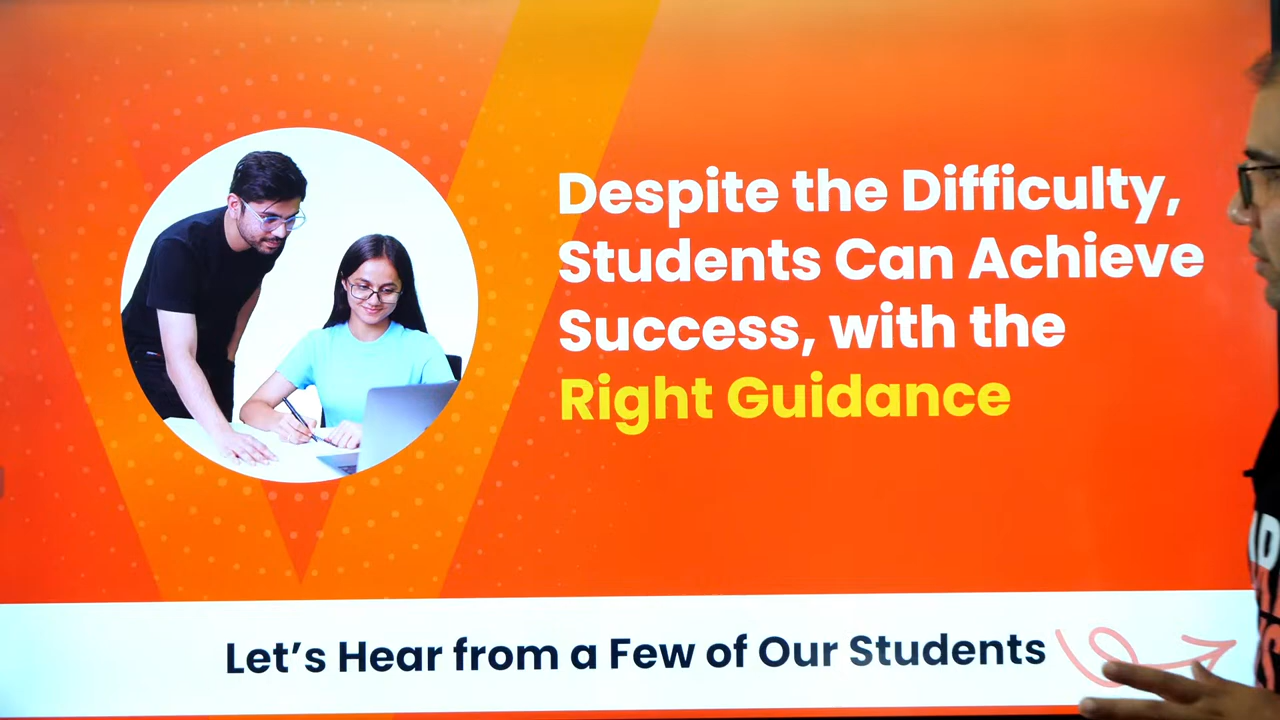 Despite the Difficulty,
Students Can Achieve
Success, with the
Right Guidance
Let's Hear from a Few of Our Students